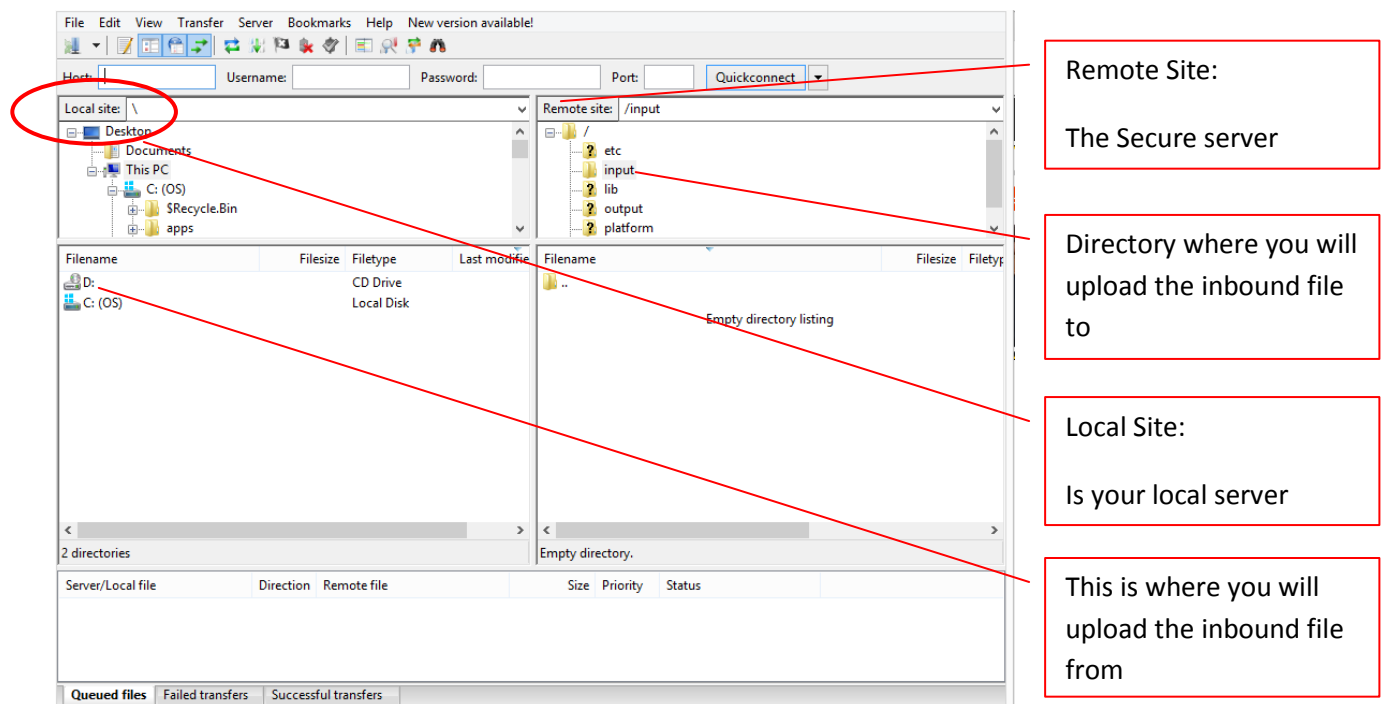 File Edit View Transfer Server Bookmarks Help New version available!
Host: Username: Password: Port: Quickconnect
Local site: \
Desktop
Documents
This PC
C: (OS)
$Recycle.Bin
apps
Remote site: /input
/
etc
input
lib
output
platform
Filename Filesize Filetype Last modifie
D: CD Drive
C: (OS) Local Disk
2 directories
Filename Filesize Filetyp
..
Empty directory listing
Empty directory.
Server/Local file Direction Remote file Size Priority Status
Queued files Failed transfers Successful transfers
Remote Site:
The Secure server
Directory where you will
upload the inbound file
to
Local Site:
Is your local server
This is where you will
upload the inbound file
from